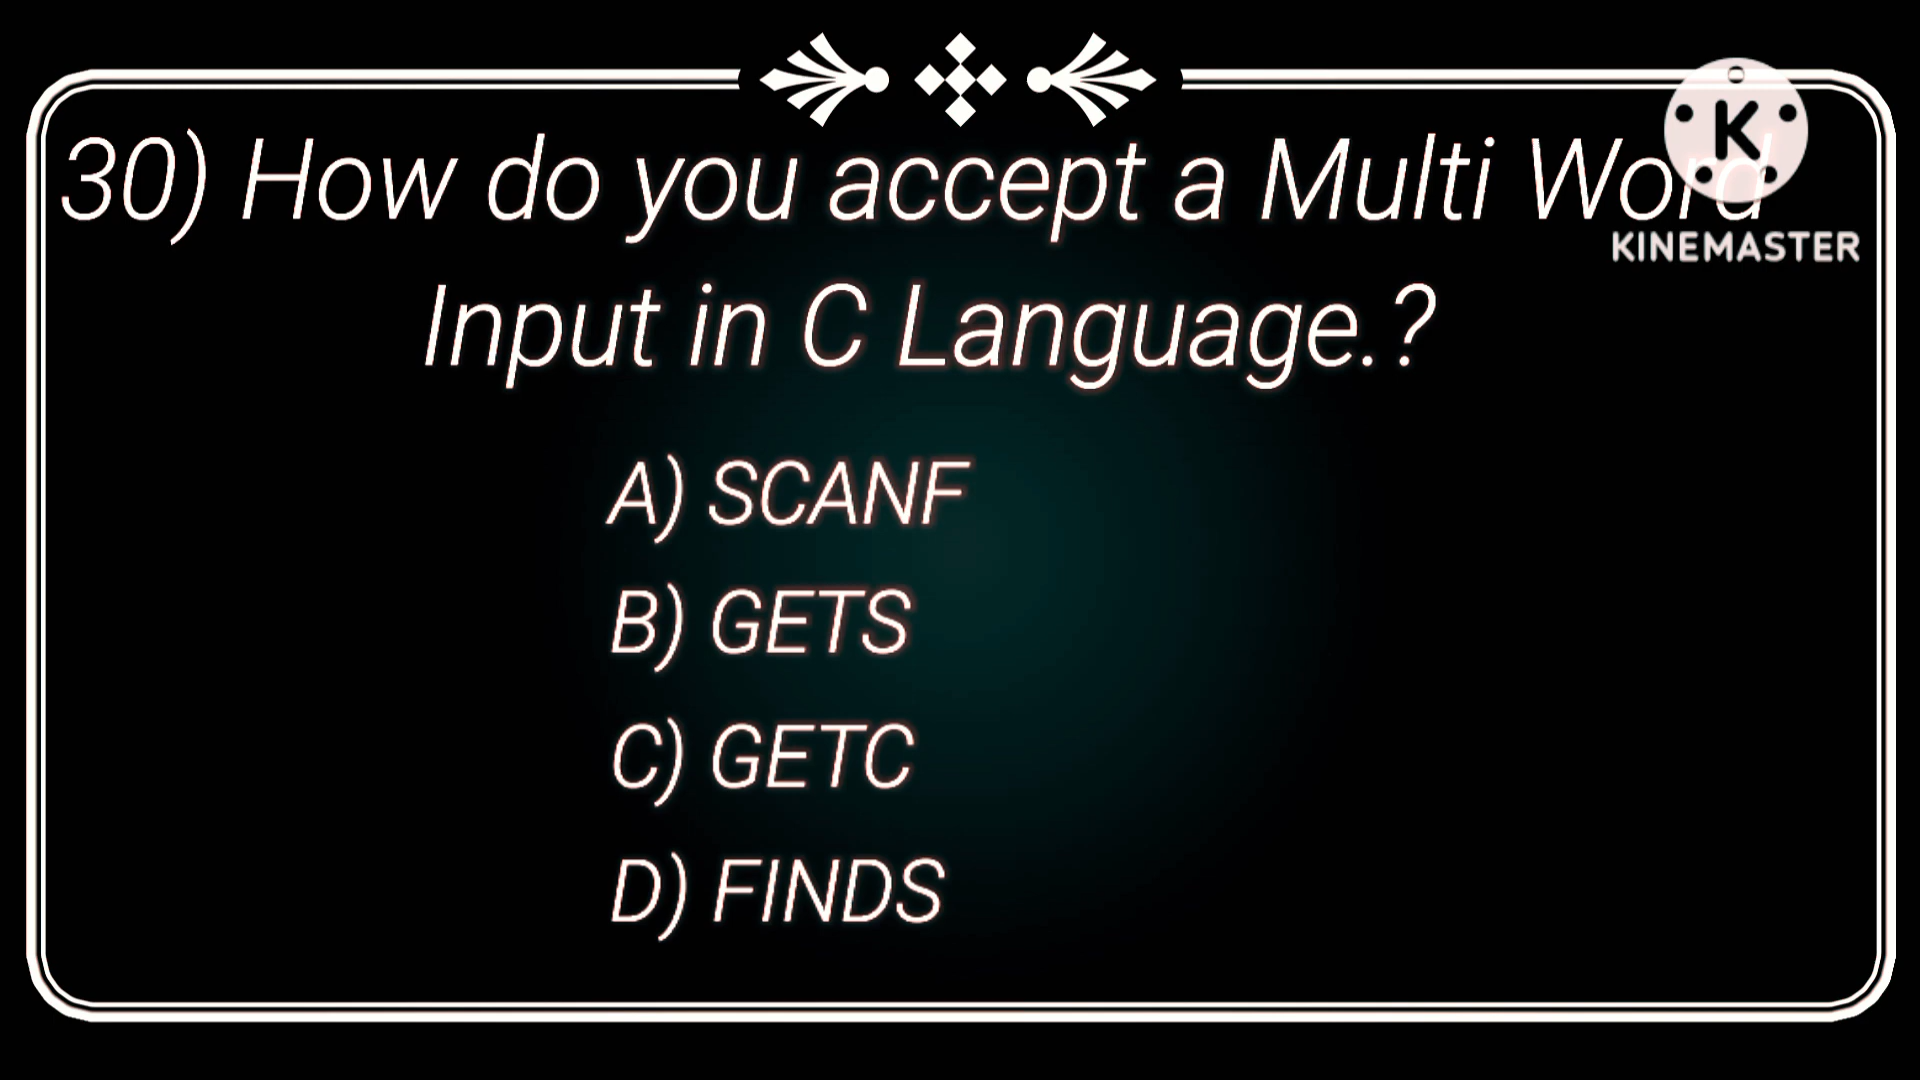 30) How do you accept a Multi Word
K
KINEMASTER
Input in C Language.?
A) SCANF
B) GETS
C) GETC
D) FINDS